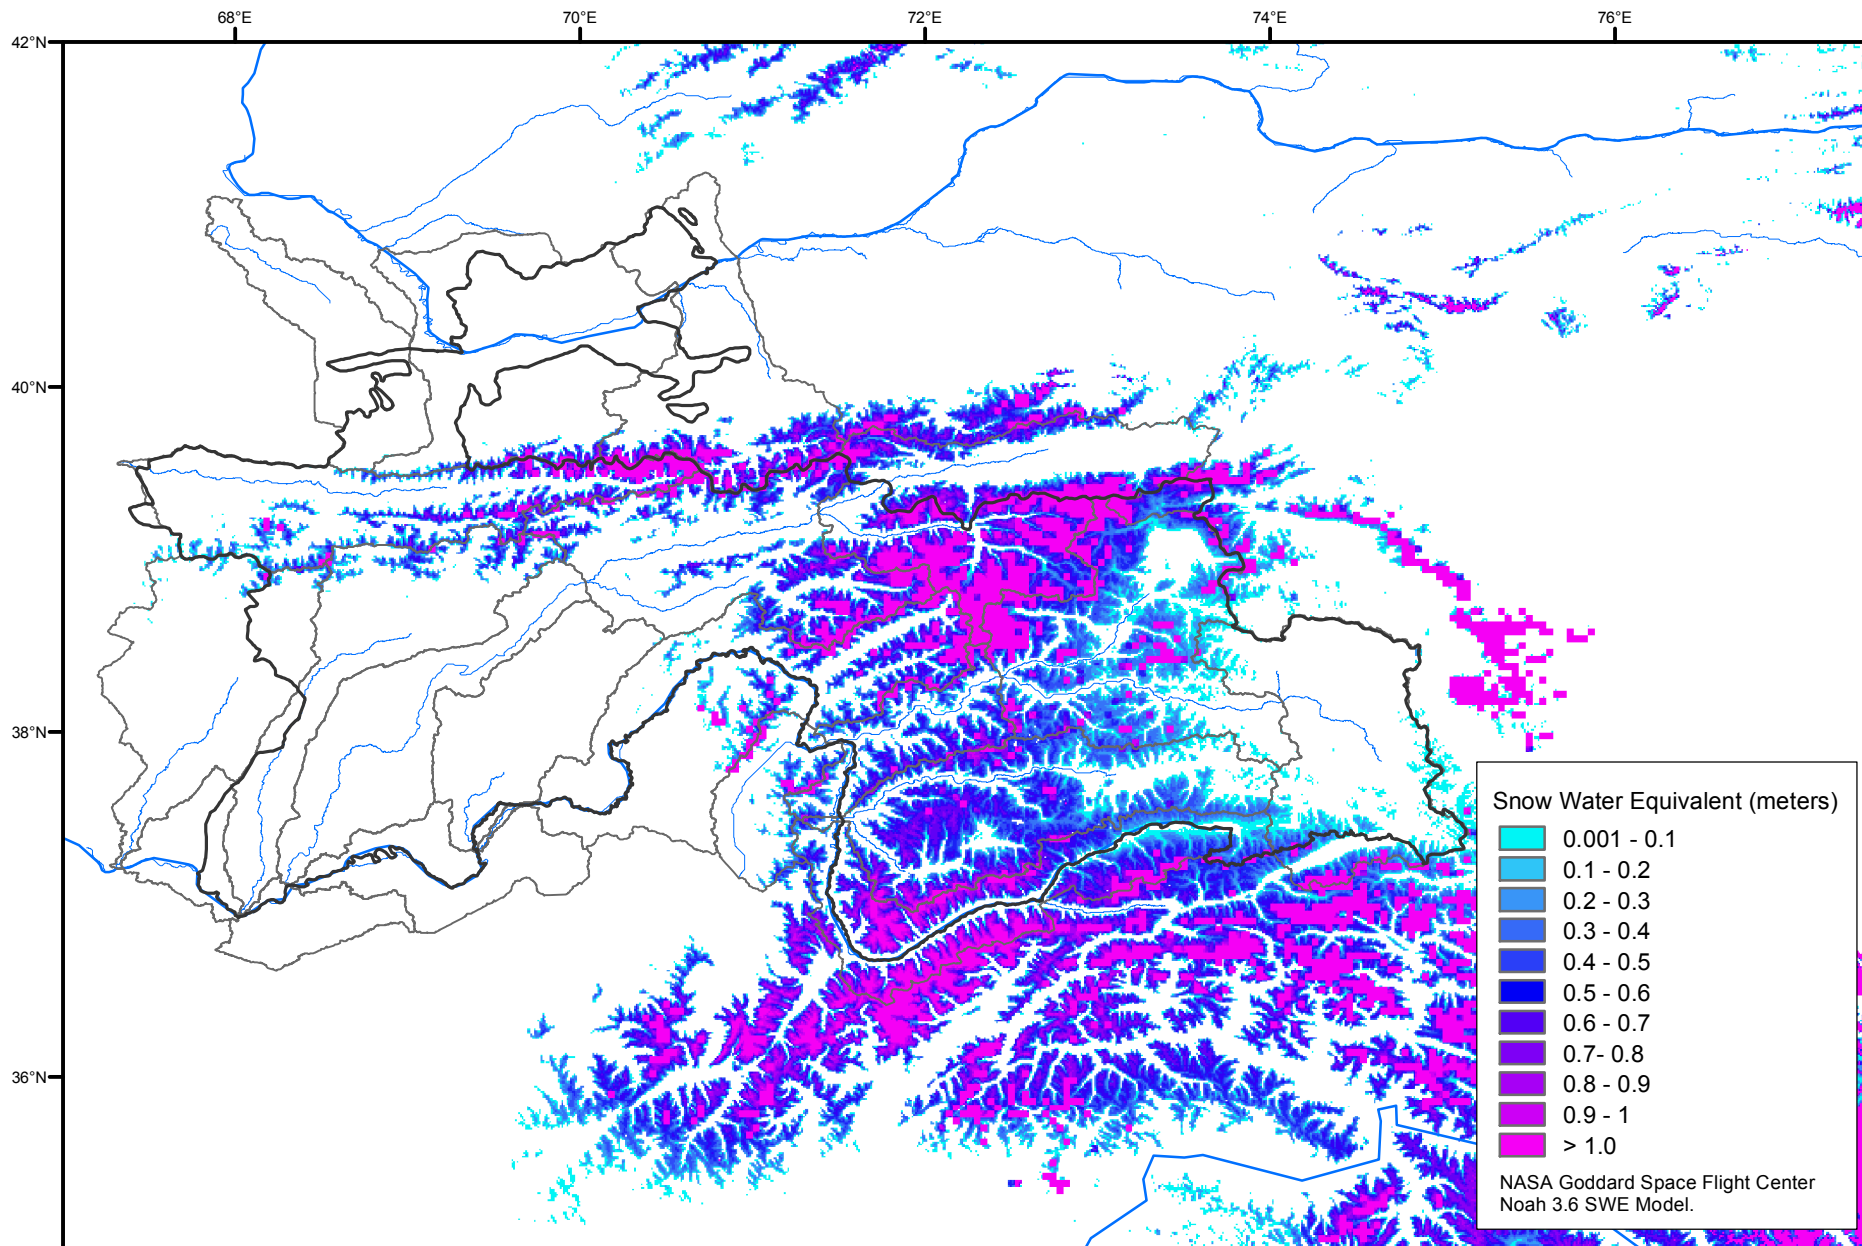 68°E 70°E 72°E 74°E 76°E
42°N
40°N
38°N
36°N
Snow Water Equivalent (meters)
0.001 - 0.1
0.1 - 0.2
0.2 - 0.3
0.3 - 0.4
0.4 - 0.5
0.5 - 0.6
0.6 - 0.7
0.7- 0.8
0.8 - 0.9
0.9 - 1
> 1.0
NASA Goddard Space Flight Center
Noah 3.6 SWE Model.